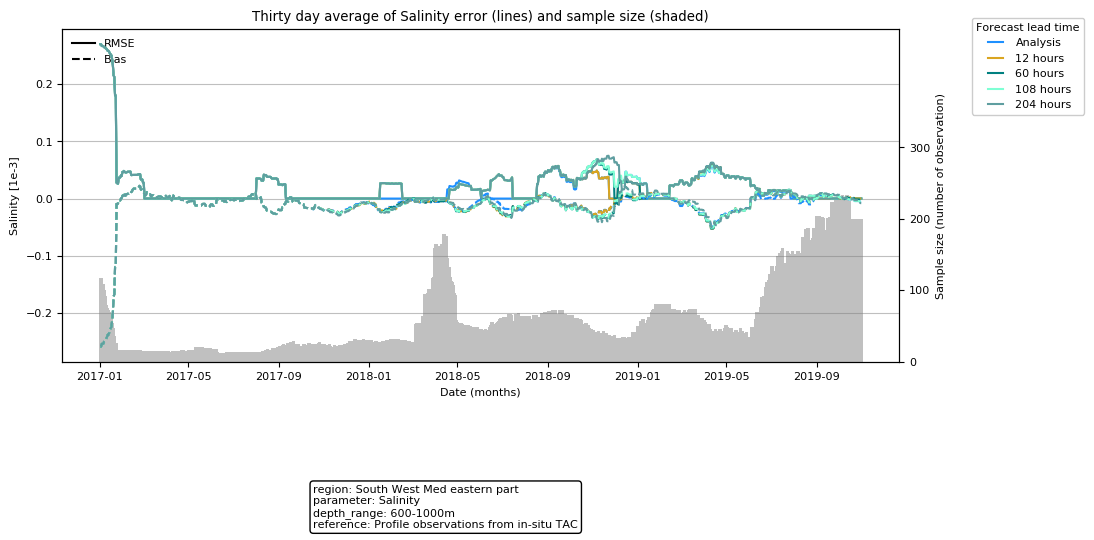 Thirty day average of Salinity error (lines) and sample size (shaded)
RMSE
Bias
Forecast lead time
Analysis
12 hours
60 hours
108 hours
204 hours
Salinity [1e-3]
0.2
0.1
0.0
−0.1
−0.2
Sample size (number of observation)
300
200
100
0
2017-01
2017-05
2017-09
2018-01
2018-05
2018-09
2019-01
2019-05
2019-09
Date (months)
region: South West Med eastern part
parameter: Salinity
depth_range: 600-1000m
reference: Profile observations from in-situ TAC